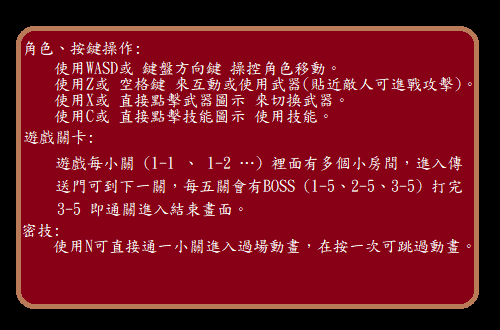 角色、按鍵操作:
使用WASD或 鍵盤方向鍵 操控角色移動。
使用Z或 空格鍵 來互動或使用武器(貼近敵人可進戰攻擊)。
使用X或 直接點擊武器圖示 來切換武器。
使用C或 直接點擊技能圖示 使用技能。
遊戲關卡:
遊戲每小關 (1-1 、 1-2 …) 裡面有多個小房間，進入傳
送門可到下一關，每五關會有BOSS (1-5、2-5、3-5) 打完
3-5 即通關進入結束畫面。
密技:
使用N可直接通一小關進入過場動畫，在按一次可跳過動畫。